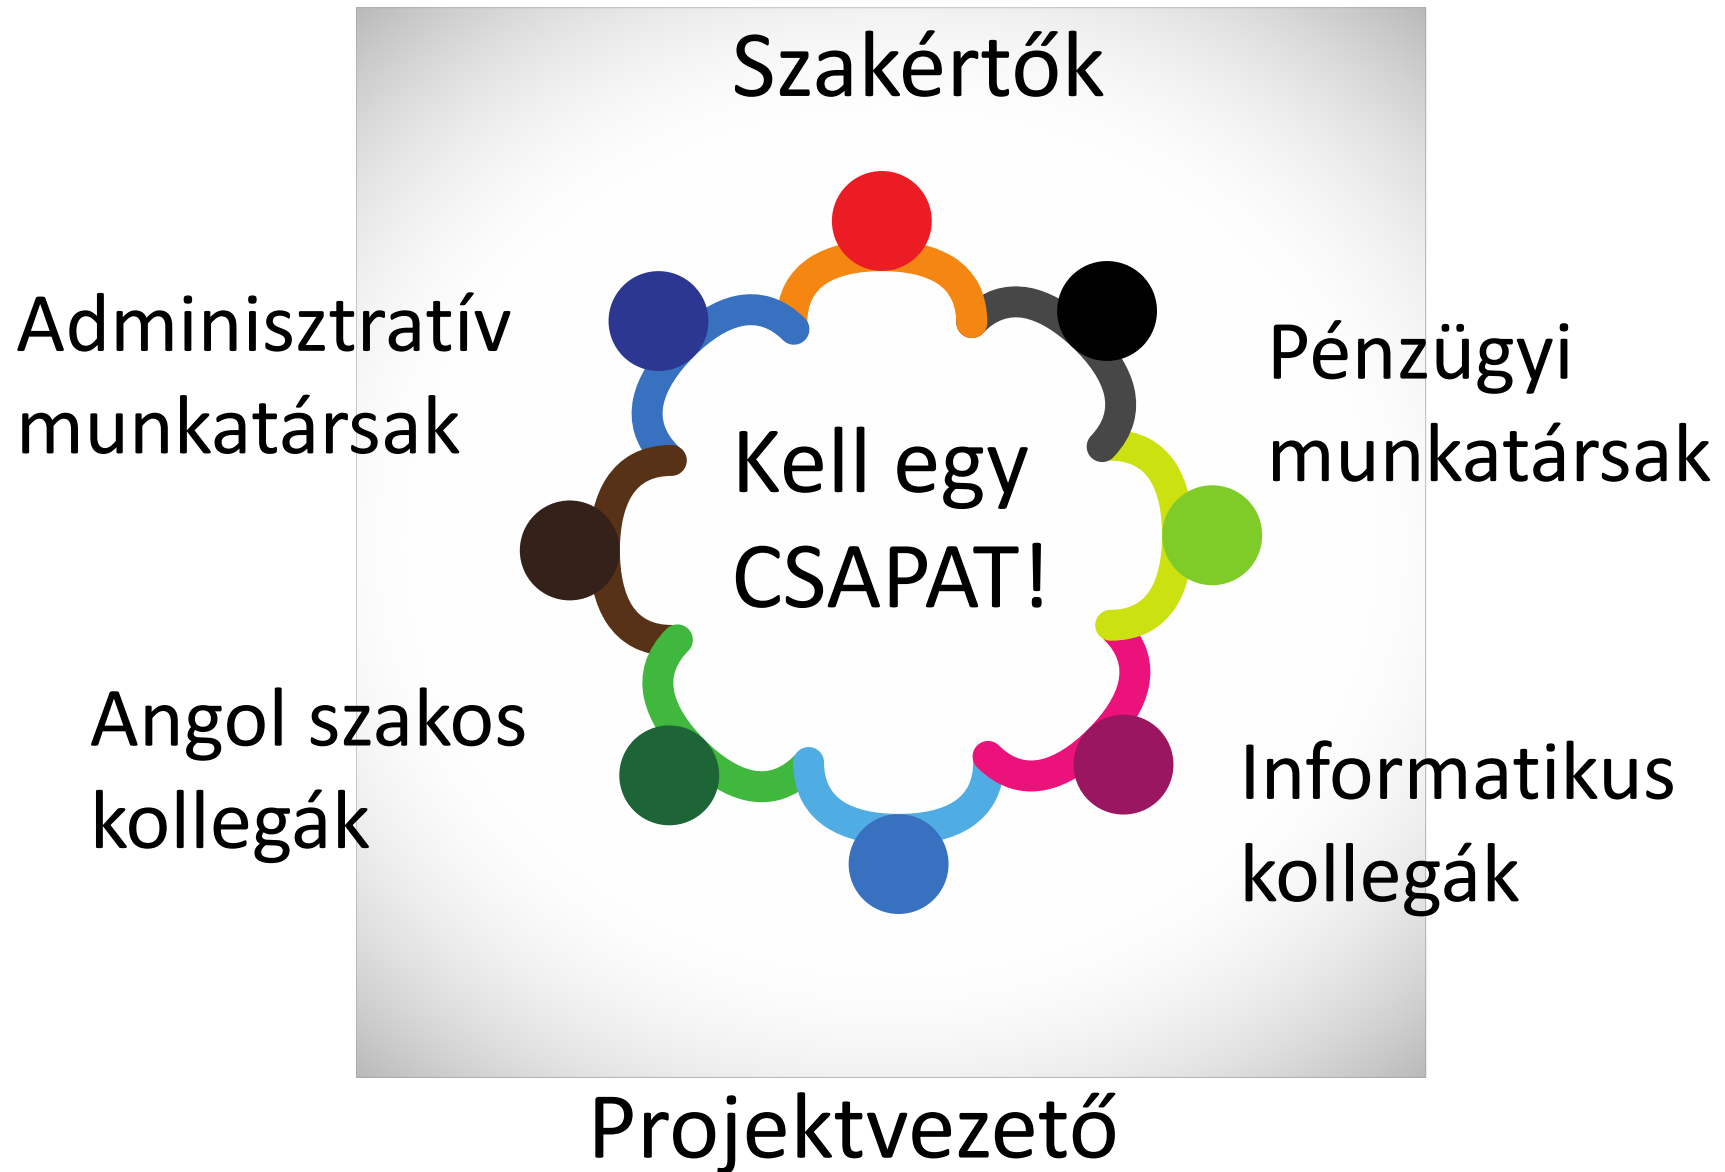 Szakértők
Adminisztratív
munkatársak
Pénzügyi
munkatársak
Kell egy
CSAPAT!
Angol szakos
kollegák
Informatikus
kollegák
Projektvezető